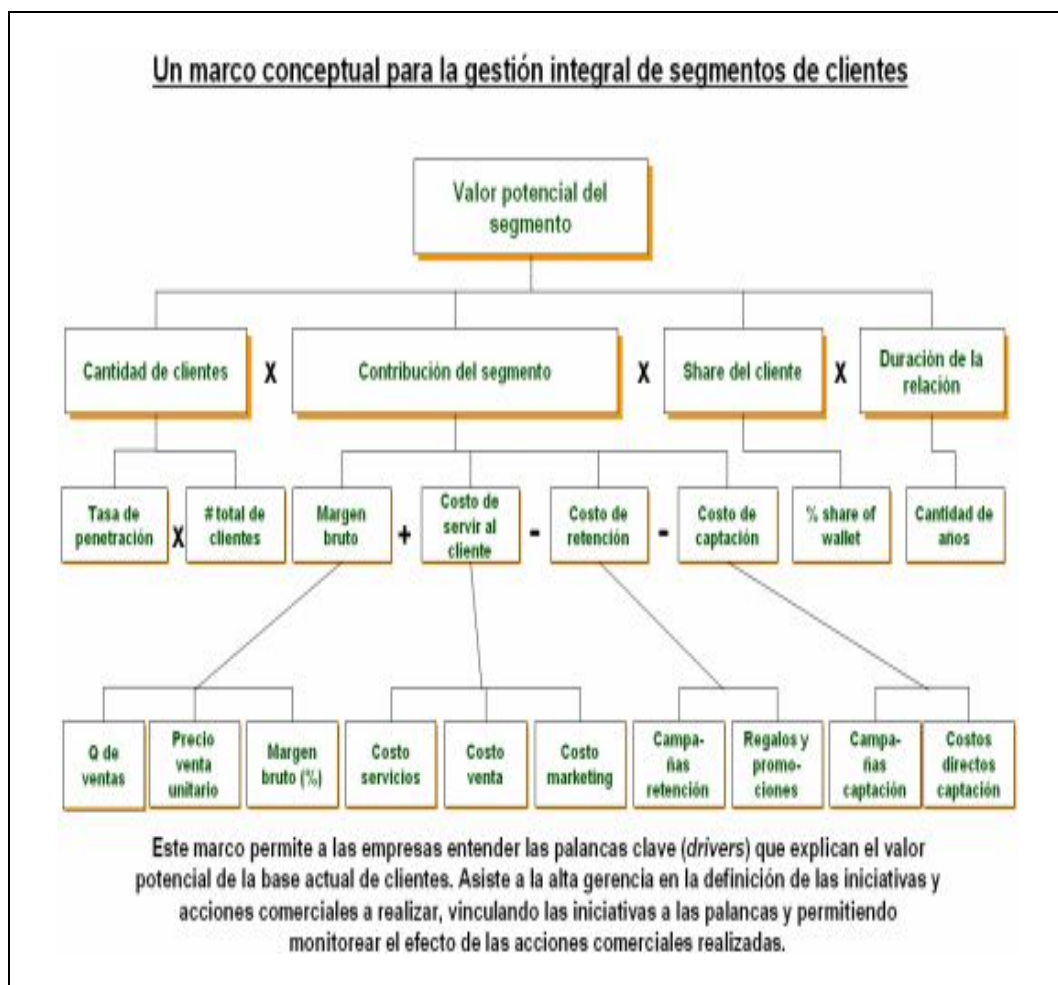 Un marco conceptual para la gestión integral de segmentos de clientes
Valor potencial del
segmento
Cantidad de clientes
X
Contribución del segmento
X
Share del cliente
X
Duración de la
relación
Tasa de
penetración
X
# total de
clientes
Margen
bruto
+
Costo de
servir al
cliente
-
Costo de
retención
-
Costo de
captación
% share of
wallet
Cantidad de
años
Q de
ventas
Precio
venta
unitario
Margen
bruto (%)
Costo
servicios
Costo
venta
Costo
marketing
Campa-
ñas
retención
Regalos y
promo-
ciones
Campa-
ñas
captación
Costos
directos
captación
Este marco permite a las empresas entender las palancas clave (drivers) que explican el valor
potencial de la base actual de clientes. Asiste a la alta gerencia en la definición de las iniciativas y
acciones comerciales a realizar, vinculando las iniciativas a las palancas y permitiendo
monitorear el efecto de las acciones comerciales realizadas.